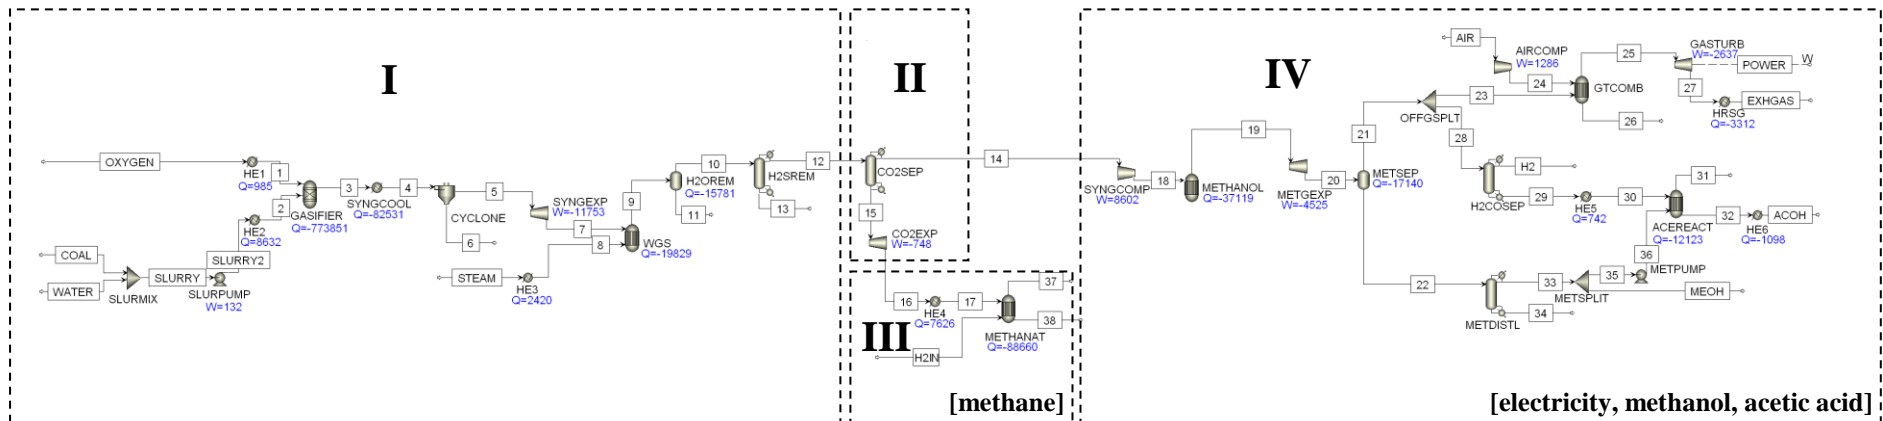 I
OXYGEN
HE1
Q=985
1
2
HE2
Q=8632
GASIFIER
Q=-773851
3
SYNGCOOL
Q=-82531
4
CYCLONE
5
6
COAL
WATER
SLURMIX
SLURRY
SLURRY2
SLURPUMP
W=132
SYNGEXP
W=-11753
7
8
STEAM
HE3
Q=2420
9
WGS
Q=-19829
10
H2OREM
Q=-15781
11
H2SREM
12
13
II
CO2SEP
14
15
CO2EXP
W=-748
III
16
HE4
Q=7626
17
H2IN
METHANAT
Q=-88660
37
38
[methane]
IV
SYNGCOMP
W=8602
18
METHANOL
Q=-37119
19
METGEXP
W=-4525
20
METSEP
Q=-17140
21
22
OFFGSPLT
23
28
AIR
AIRCOMP
W=1286
24
GTCOMB
25
26
GASTURB
W=-2637
POWER
W
27
HRSG
Q=-3312
EXHGAS
H2
H2COSEP
29
HE5
Q=742
30
ACEREACT
Q=-12123
31
32
HE6
Q=-1098
ACOH
METDISTL
33
34
METSPLIT
35
METPUMP
36
MEOH
[electricity, methanol, acetic acid]